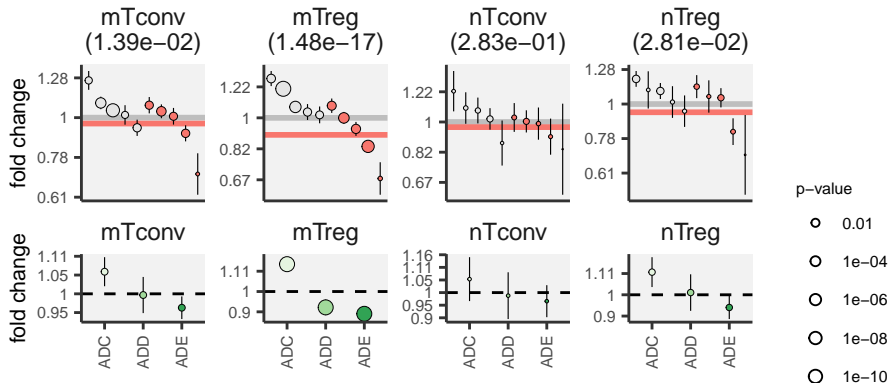 mTconv
(1.39e−02)
mTreg
(1.48e−17)
nTconv
(2.83e−01)
nTreg
(2.81e−02)
fold change
1.28
1
0.78
0.61
1.22
1
0.82
0.67
1.22
1
0.82
0.67
1.28
1
0.78
0.61
mTconv
mTreg
nTconv
nTreg
fold change
1.11
1.05
1
0.95
1.11
1
0.9
1.16
1.11
1.05
1
0.95
0.9
1.11
1
0.9
ADC
ADD
ADE
ADC
ADD
ADE
ADC
ADD
ADE
ADC
ADD
ADE
p−value
0.01
1e−04
1e−06
1e−08
1e−10